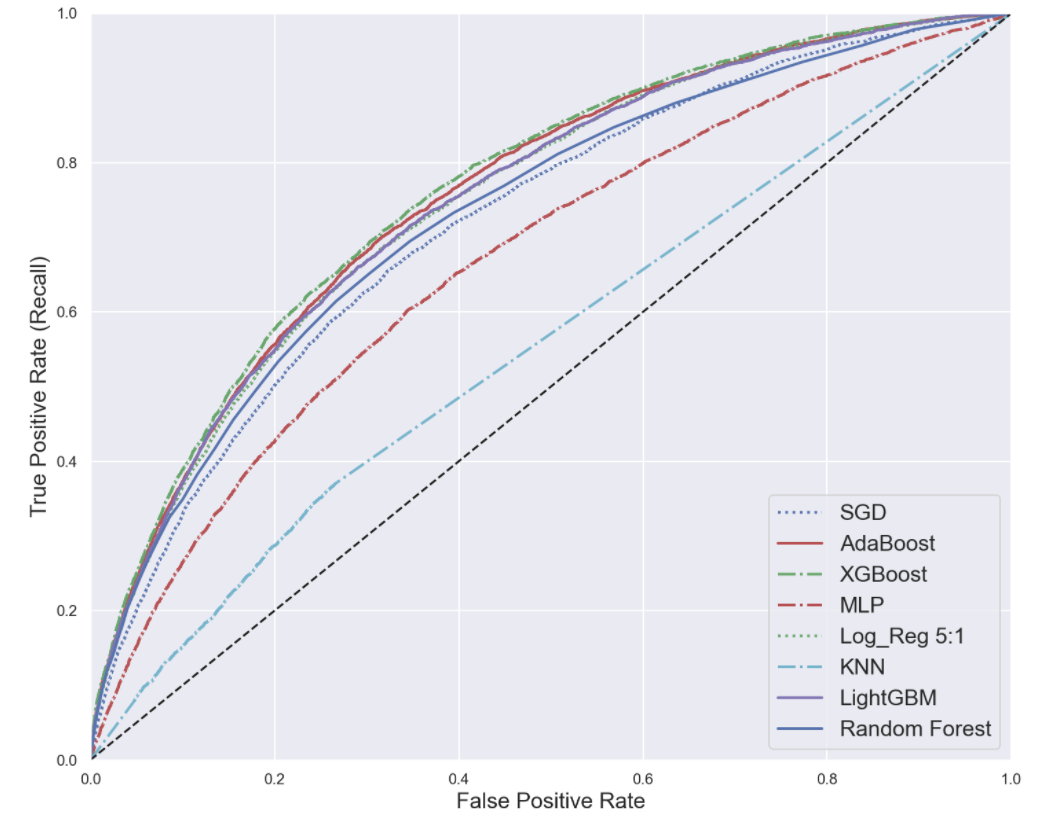 1.0
0.8
0.6
0.4
0.2
0.0
True Positive Rate (Recall)
SGD
AdaBoost
XGBoost
MLP
Log_Reg 5:1
KNN
LightGBM
Random Forest
0.0 0.2 0.4 0.6 0.8 1.0
False Positive Rate